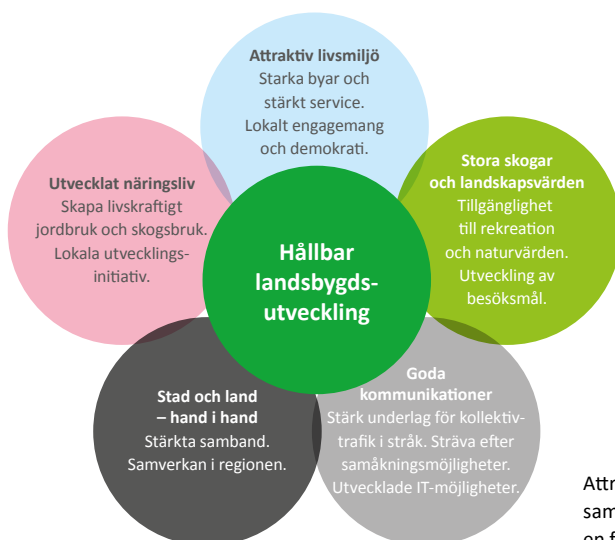 Attraktiv livsmiljö
Starka byar och
stärkt service.
Lokalt engagemang
och demokrati.
Stora skogar
och landskapsvärden
Tillgänglighet
till rekreation
och naturvärden.
Utveckling av
besöksmål.
Utvecklat näringsliv
Skapa livskraftigt
jordbruk och skogsbruk.
Lokala utvecklings-
initiativ.
Hållbar
landsbygds-
utveckling
Stad och land
– hand i hand
Stärkta samband.
Samverkan i regionen.
Goda
kommunikationer
Stärk underlag för kollektiv-
trafik i stråk. Sträva efter
samåkningsmöjligheter.
Utvecklade IT-möjligheter.